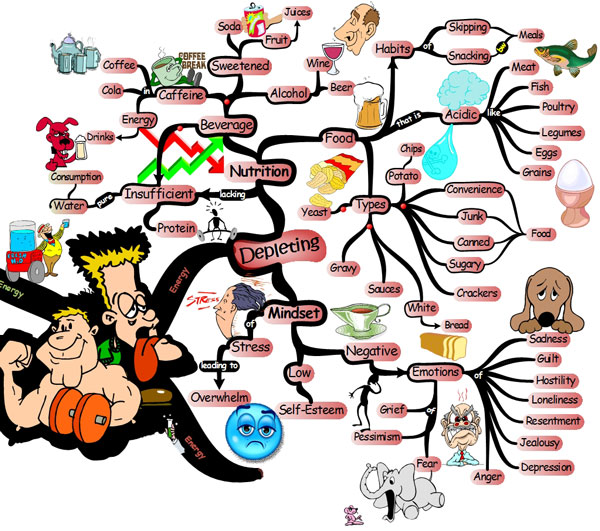 Juices
Soda
Fruit
Skipping
Habits
of
Meals
Snacking
b/w
COFFEE
BREAK
Coffee
Sweetened
Wine
Meat
Cola
in
Caffeine
Alcohol
Beer
Fish
Energy
Beverage
that is
Acidic
like
Poultry
Drinks
Food
Legumes
Chips
Eggs
Consumption
Nutrition
Potato
Grains
Water
pure
Insufficient
lacking
Convenience
Yeast
Types
Junk
Protein
Food
Canned
FRESH
H2O
Depleting
Gravy
Sugary
Energy
Energy
Sauces
Crackers
STRess
White
Mindset
Bread
of
Sadness
Stress
Negative
Guilt
leading to
Low
Emotions
of
Hostility
Overwhelm
Self-Esteem
Grief
of
Loneliness
Resentment
Pessimism
Jealousy
Energy
Fear
Anger
Depression